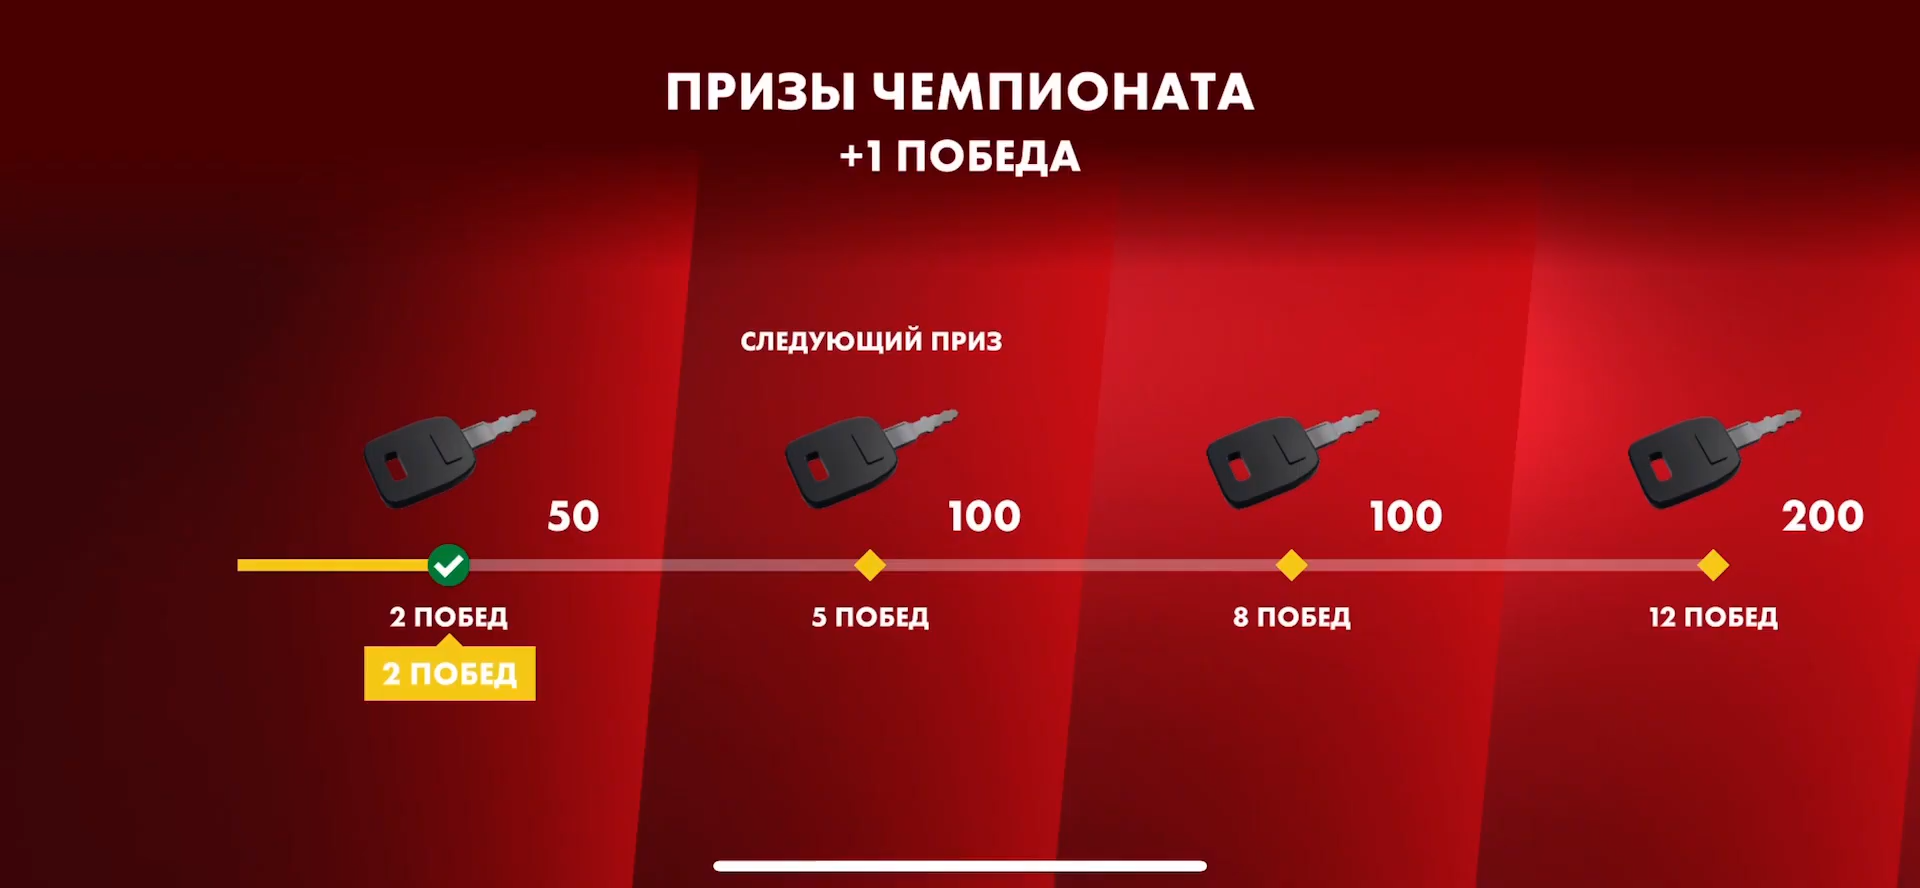 ПРИЗЫ ЧЕМПИОНАТА
+1 ПОБЕДА
СЛЕДУЮЩИЙ ПРИЗ
50
100
100
200
2 ПОБЕД
5 ПОБЕД
8 ПОБЕД
12 ПОБЕД
2 ПОБЕД